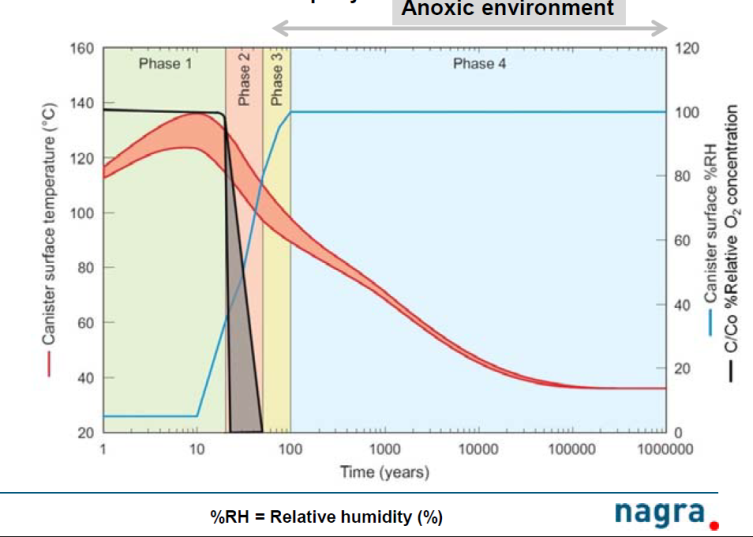 Anoxic environment
160
140
120
100
80
60
40
20
Canister surface temperature (°C)
Phase 1
Phase 2
Phase 3
Phase 4
120
100
80
60
40
20
0
Canister surface %RH
C/Co %Relative O₂ concentration
1
10
100
1000
10000
100000
1000000
Time (years)
%RH = Relative humidity (%)
nagra